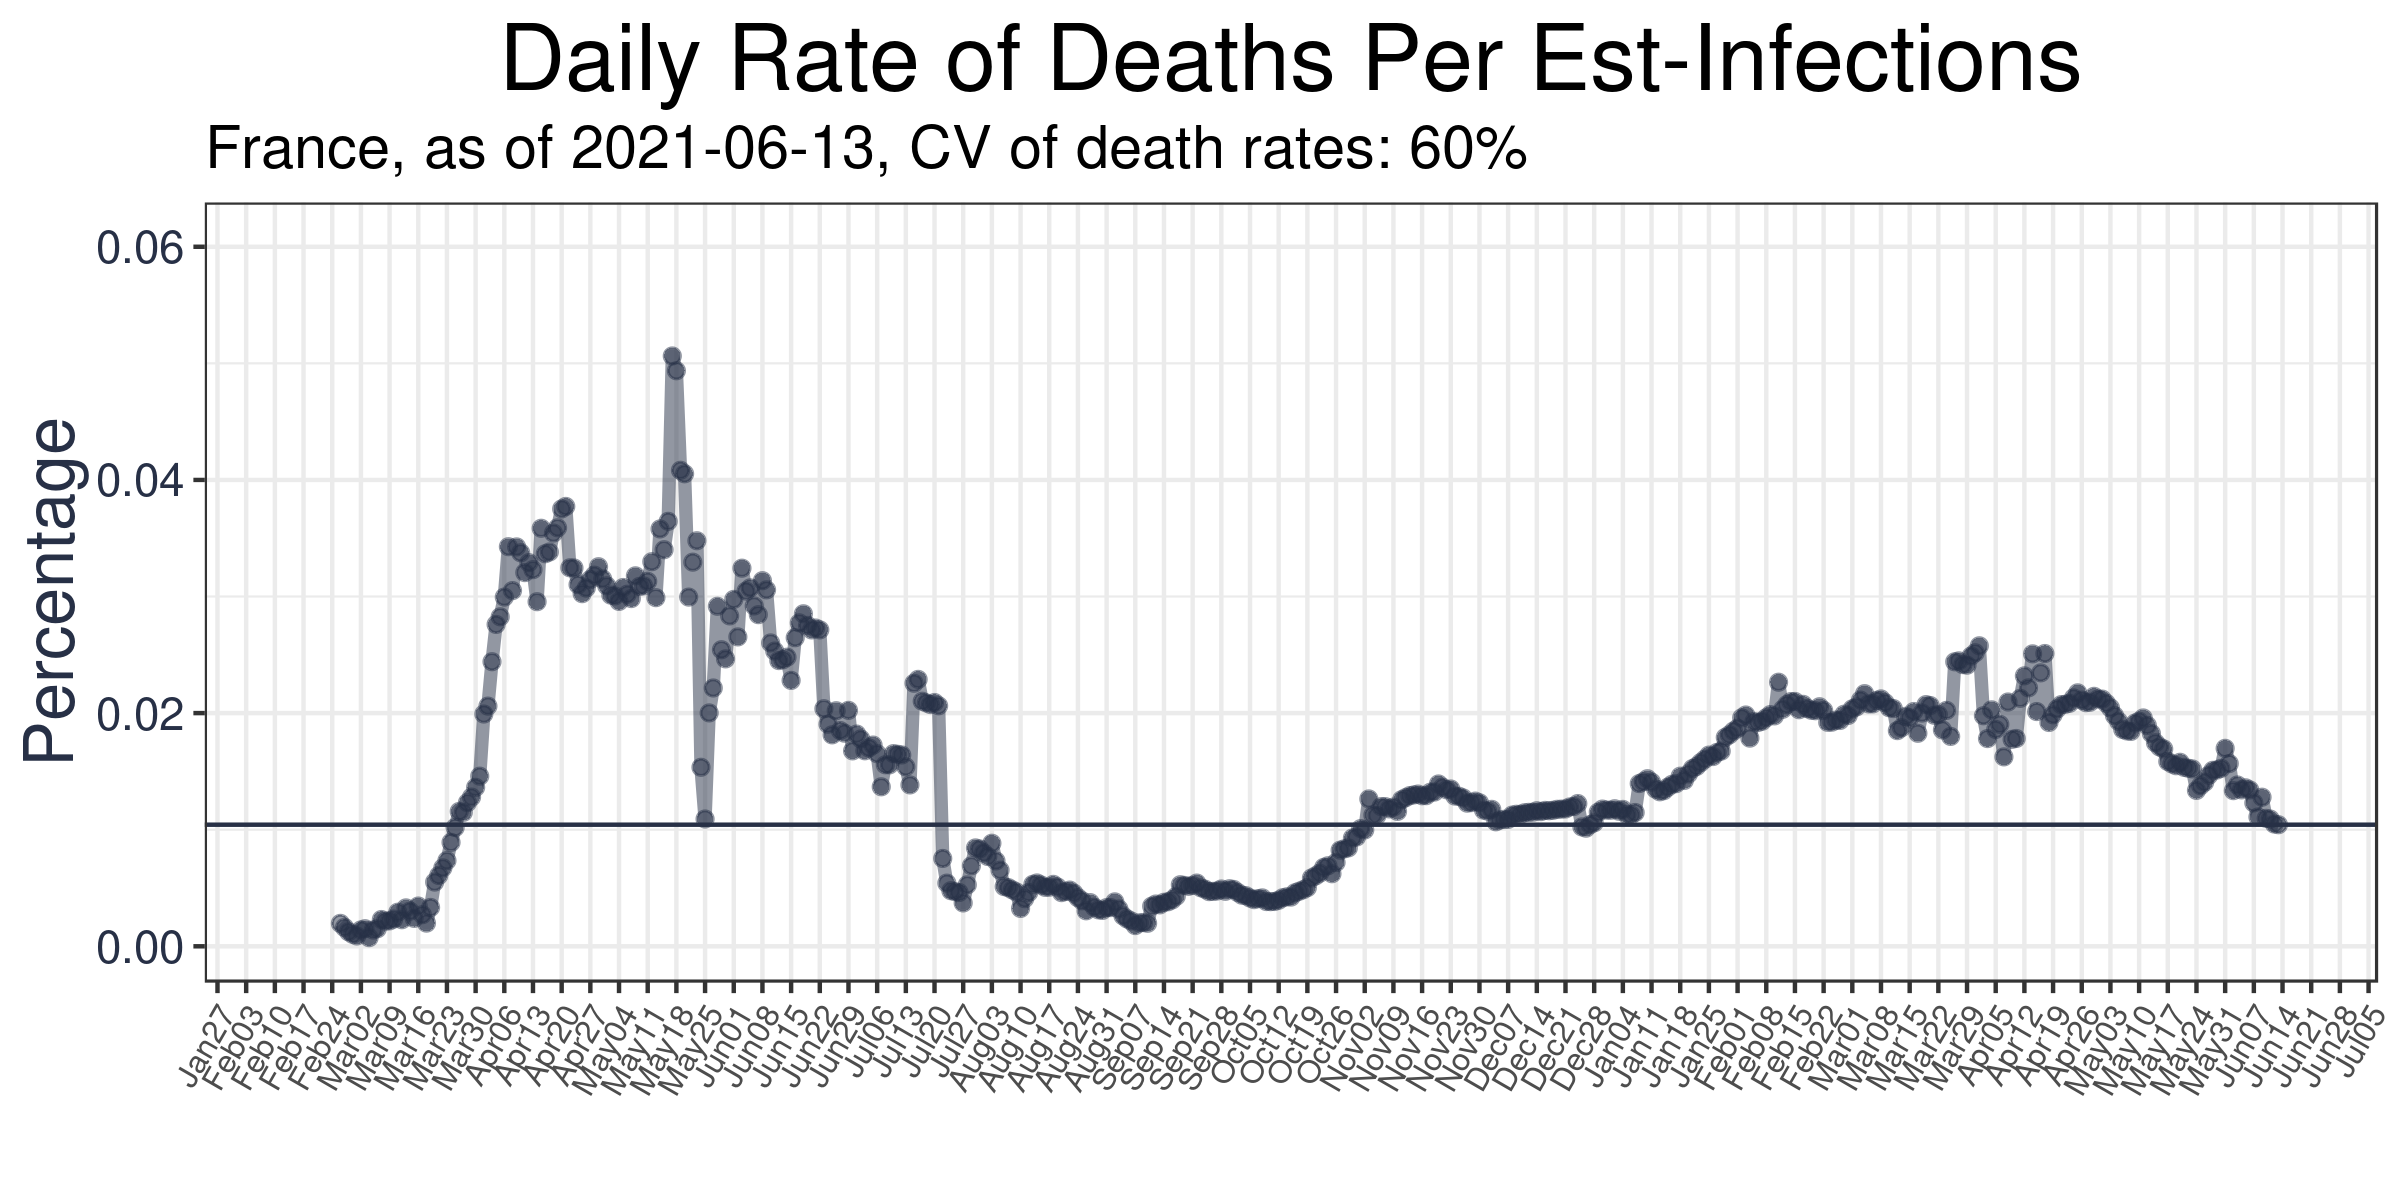 Daily Rate of Deaths Per Est-Infections
France, as of 2021-06-13, CV of death rates: 60%
Percentage
0.06
0.04
0.02
0.00
Jan27
Feb03
Feb10
Feb17
Feb24
Mar02
Mar09
Mar16
Mar23
Mar30
Apr06
Apr13
Apr20
Apr27
May04
May11
May18
May25
Jun01
Jun08
Jun15
Jun22
Jun29
Jul06
Jul13
Jul20
Jul27
Aug03
Aug10
Aug17
Aug24
Aug31
Sep07
Sep14
Sep21
Sep28
Oct05
Oct12
Oct19
Oct26
Nov02
Nov09
Nov16
Nov23
Nov30
Dec07
Dec14
Dec21
Dec28
Jan04
Jan11
Jan18
Jan25
Feb01
Feb08
Feb15
Feb22
Mar01
Mar08
Mar15
Mar22
Mar29
Apr05
Apr12
Apr19
Apr26
May03
May10
May17
May24
May31
Jun07
Jun14
Jun21
Jun28
Jul05